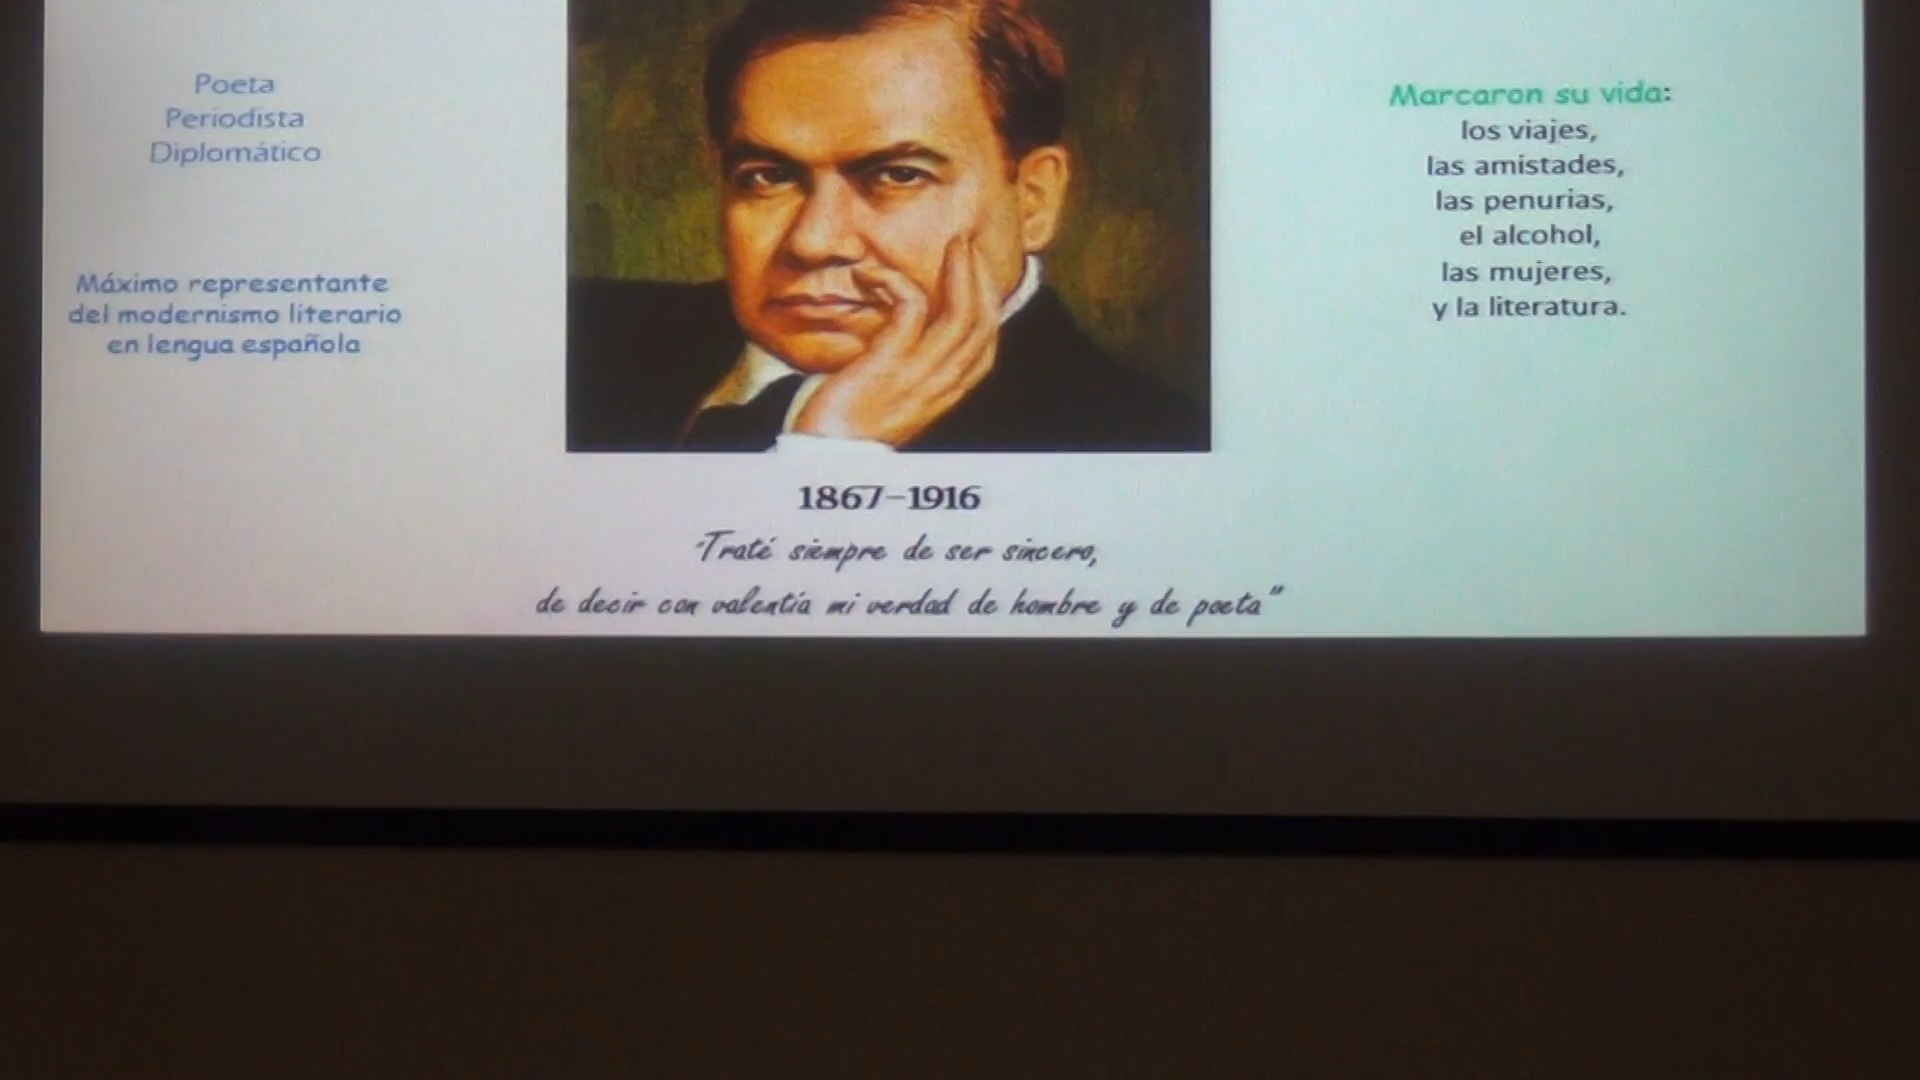 Poeta
Periodista
Diplomático
Máximo representante
del modernismo literario
en lengua española
Marcaron su vida:
los viajes,
las amistades,
las penurias,
el alcohol,
las mujeres,
y la literatura.
1867–1916
"Traté siempre de ser sincero,
de decir con valentía mi verdad de hombre y de poeta"